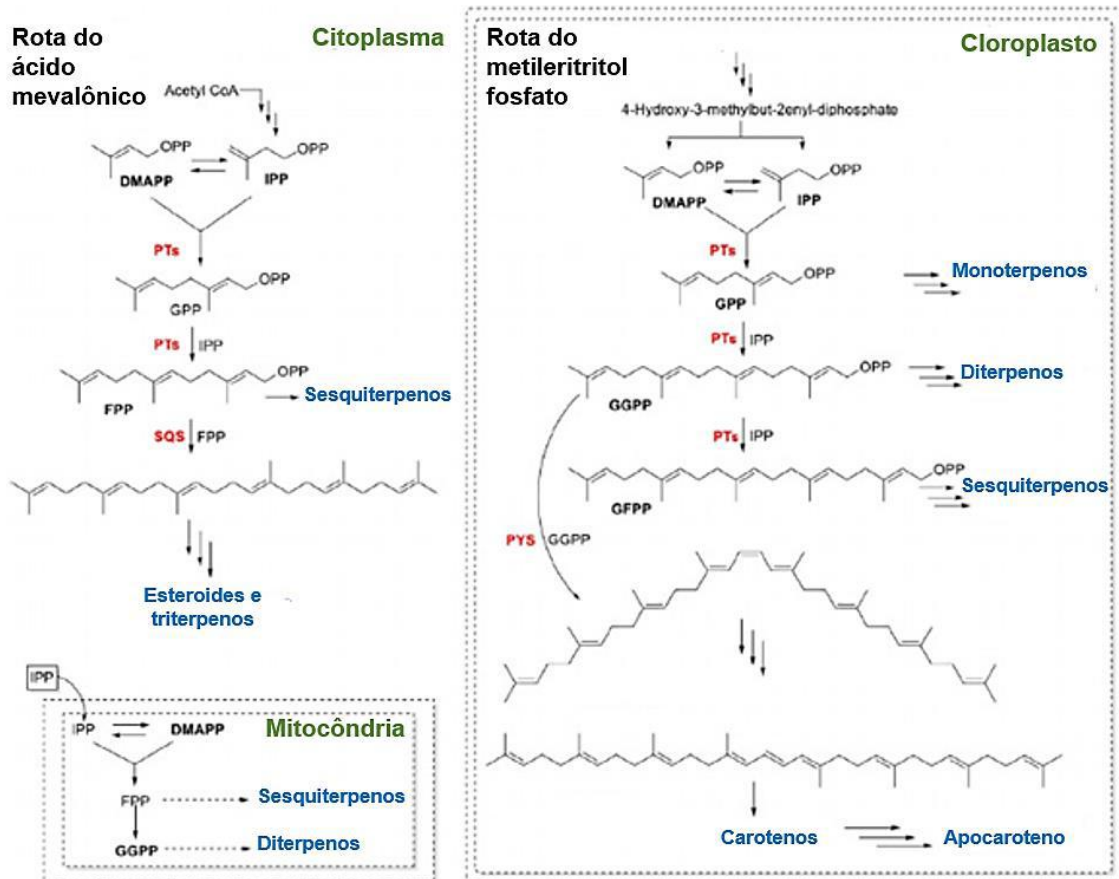 Rota do
ácido
mevalônico
Citoplasma
Acetyl CoA
OPP
OPP
DMAPP
IPP
PTs
OPP
GPP
PTs IPP
OPP
FPP
Sesquiterpenos
SQS FPP
Esteroides e
triterpenos
IPP
Mitocôndria
IPP
DMAPP
FPP
Sesquiterpenos
GGPP
Diterpenos
Rota do
metileritritol
fosfato
Cloroplasto
4-Hydroxy-3-methylbut-2enyl-diphosphate
OPP
OPP
DMAPP
IPP
PTs
OPP
GPP
Monoterpenos
PTs IPP
OPP
GGPP
Diterpenos
PTs IPP
OPP
GFPP
Sesquiterpenos
PYS GGPP
Carotenos
Apocaroteno